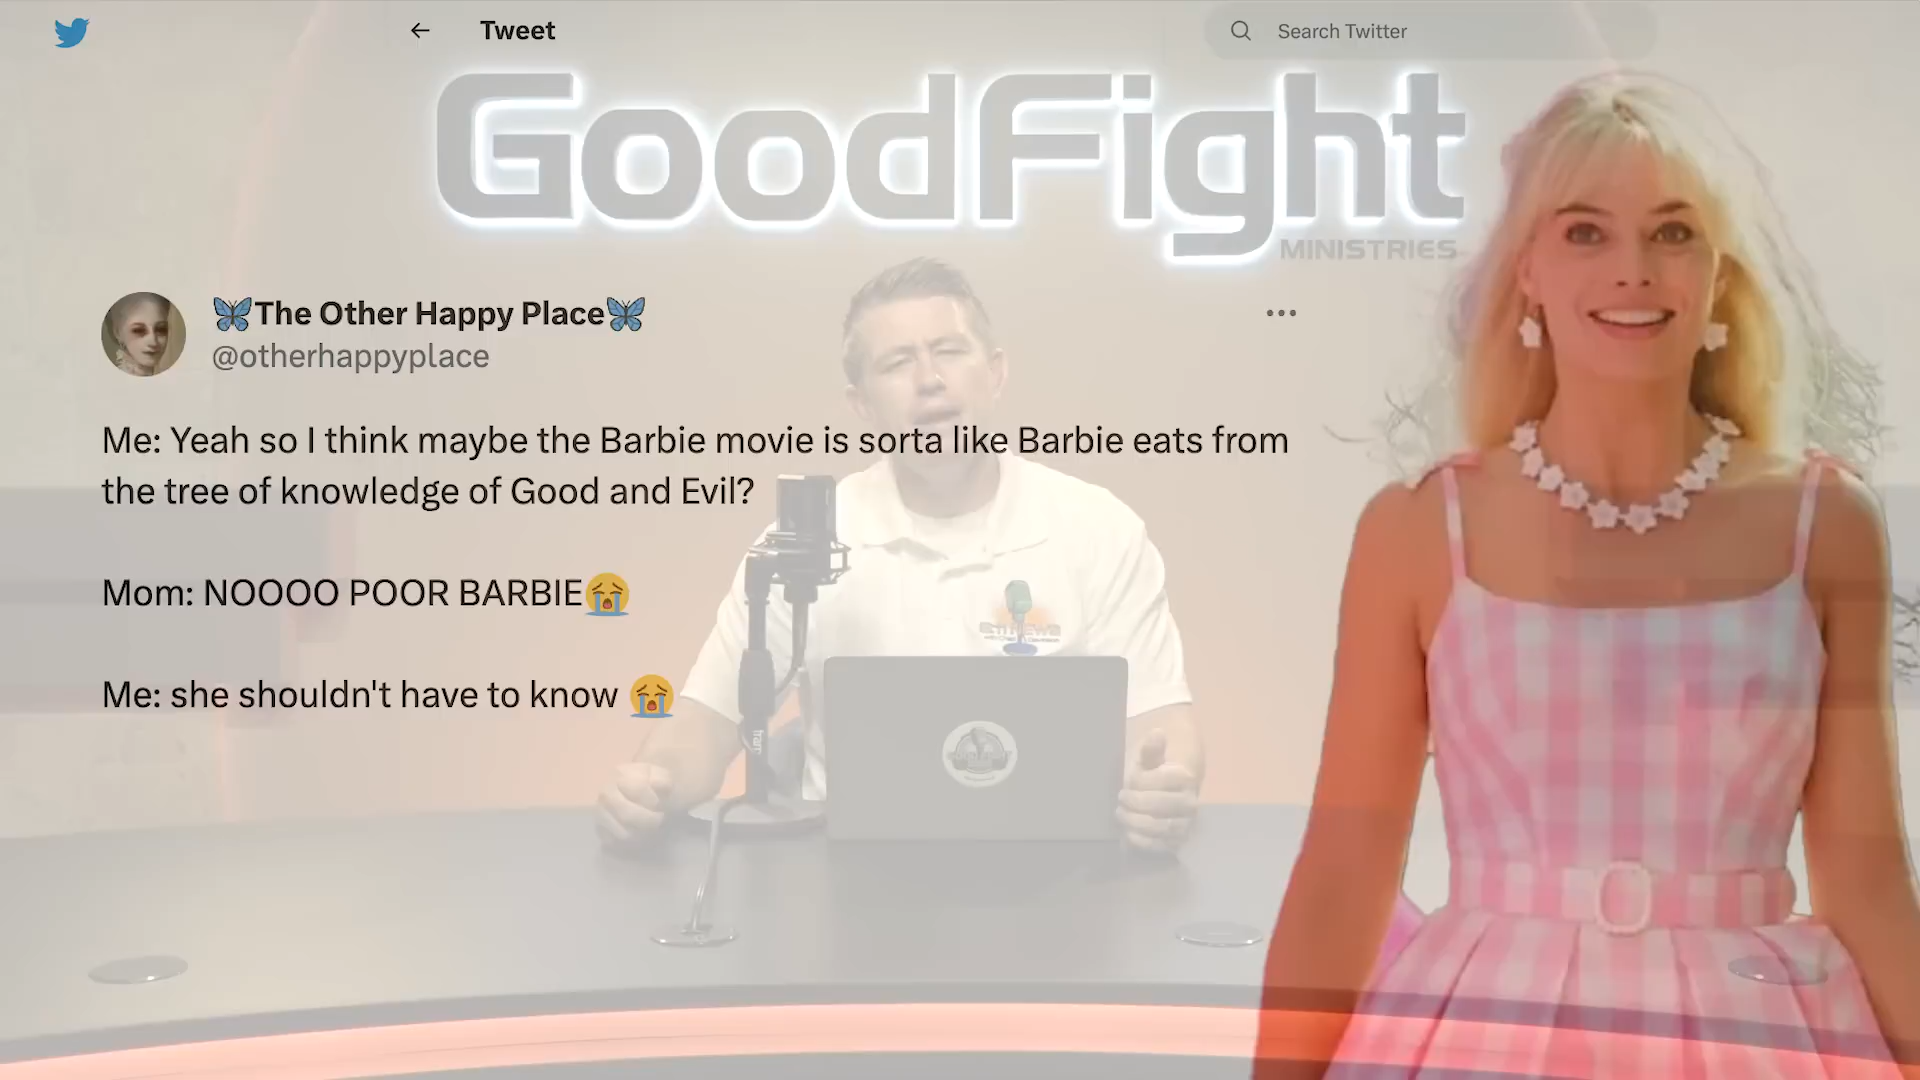 Tweet
Search Twitter
GoodFight
MINISTRIES
🦋The Other Happy Place🦋
@otherhappyplace
Me: Yeah so I think maybe the Barbie movie is sorta like Barbie eats from
the tree of knowledge of Good and Evil?
Mom: NOOOO POOR BARBIE😭
Me: she shouldn't have to know 😭